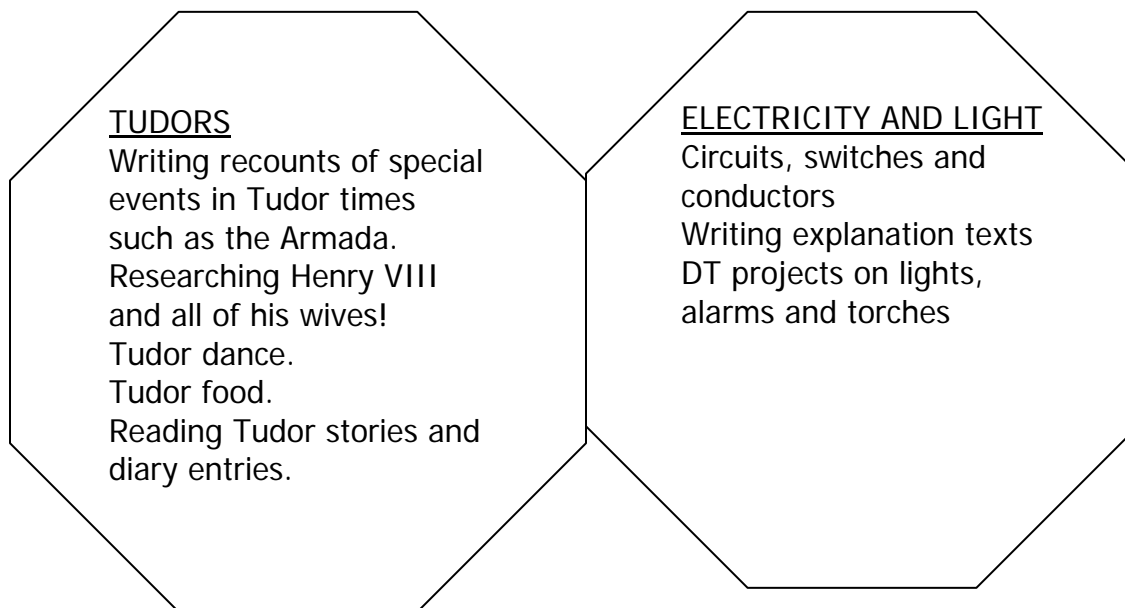 TUDORS
Writing recounts of special
events in Tudor times
such as the Armada.
Researching Henry VIII
and all of his wives!
Tudor dance.
Tudor food.
Reading Tudor stories and
diary entries.
ELECTRICITY AND LIGHT
Circuits, switches and
conductors
Writing explanation texts
DT projects on lights,
alarms and torches